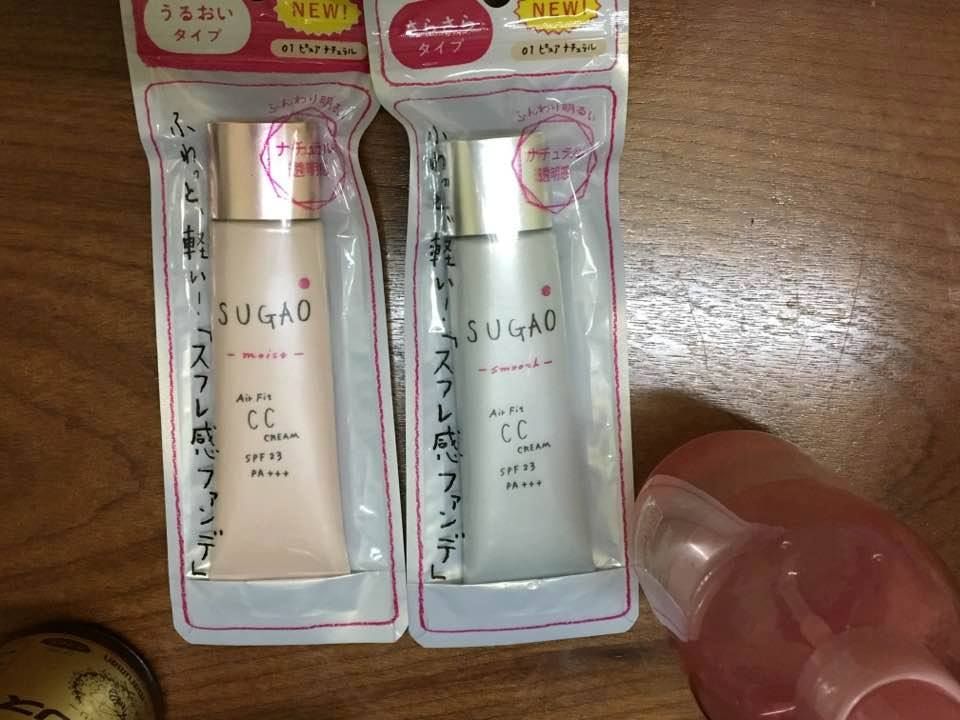 うるおい
タイプ
NEW!
01 ピュア ナチュラル
ふんわり明るい
ナチュラル
透明感
ふわっと、軽い!「スフレ感ファンデ」
SUGAO
- moist -
Air Fit
CC
CREAM
SPF 23
PA+++
さらさら
タイプ
NEW!
01 ピュア ナチュラル
ふんわり明るい
ナチュラル
透明感
ふわっと、軽い!「スフレ感ファンデ」
SUGAO
- smooth -
Air Fit
CC
CREAM
SPF 23
PA+++